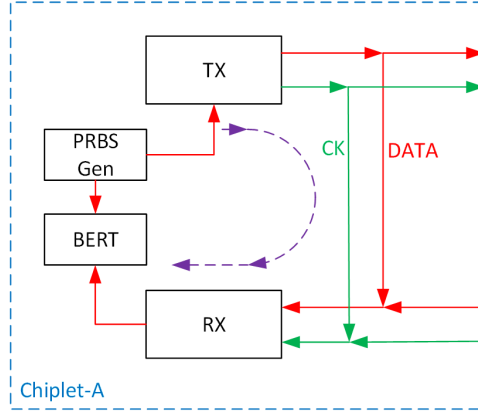 TX
PRBS
Gen
CK
DATA
BERT
RX
Chiplet-A